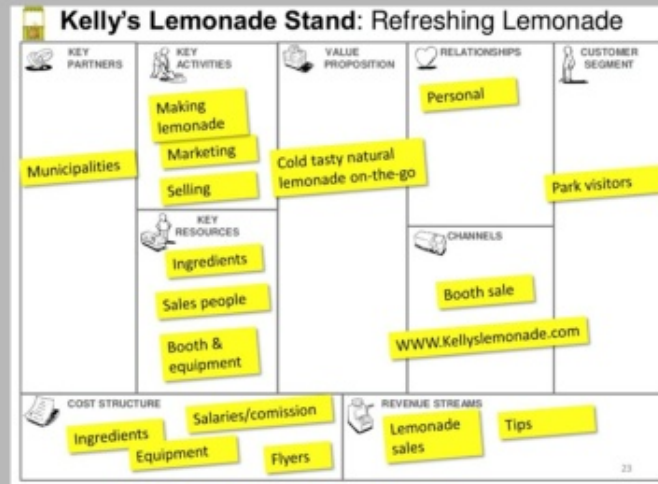 Kelly's Lemonade Stand: Refreshing Lemonade
KEY
PARTNERS
Municipalities
KEY
ACTIVITIES
Making
lemonade
Marketing
Selling
KEY
RESOURCES
Ingredients
Sales people
Booth &
equipment
VALUE
PROPOSITION
Cold tasty natural
lemonade on-the-go
RELATIONSHIPS
Personal
CHANNELS
Booth sale
WWW.Kellyslemonade.com
CUSTOMER
SEGMENT
Park visitors
COST STRUCTURE
Salaries/comission
Ingredients
Equipment
Flyers
REVENUE STREAMS
Lemonade
sales
Tips
23